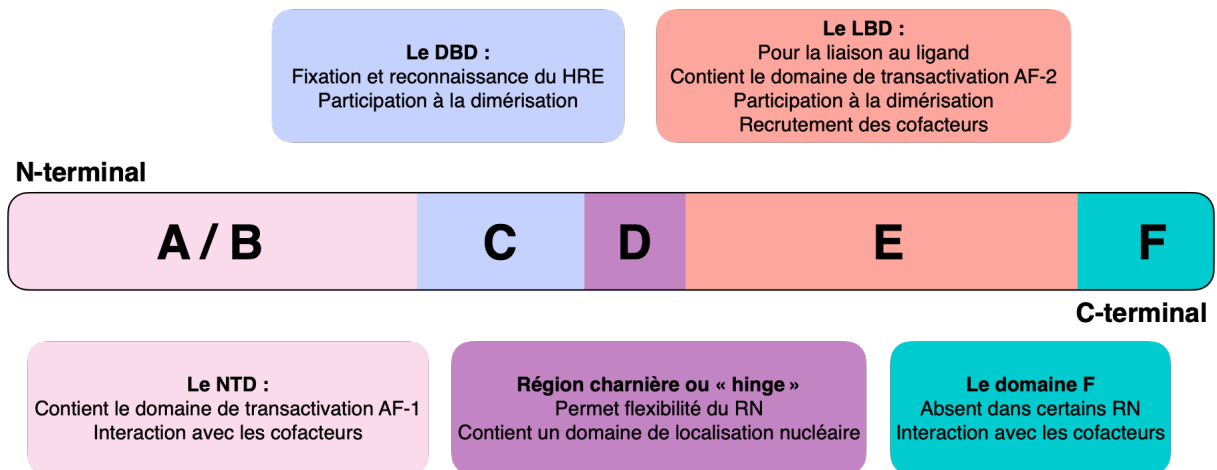 Le DBD :
Fixation et reconnaissance du HRE
Participation à la dimérisation
Le LBD :
Pour la liaison au ligand
Contient le domaine de transactivation AF-2
Participation à la dimérisation
Recrutement des cofacteurs
N-terminal
A / B
C
D
E
F
C-terminal
Le NTD :
Contient le domaine de transactivation AF-1
Interaction avec les cofacteurs
Région charnière ou « hinge »
Permet flexibilité du RN
Contient un domaine de localisation nucléaire
Le domaine F
Absent dans certains RN
Interaction avec les cofacteurs